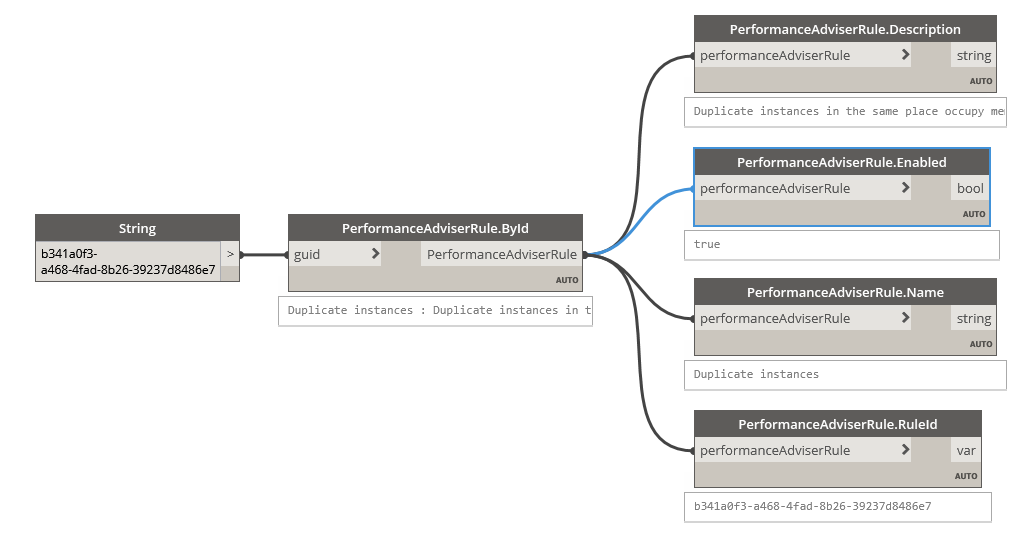 String
b341a0f3-
a468-4fad-8b26-39237d8486e7 >
PerformanceAdviserRule.ById
guid > PerformanceAdviserRule
AUTO
Duplicate instances : Duplicate instances in t
PerformanceAdviserRule.Description
performanceAdviserRule > string
AUTO
Duplicate instances in the same place occupy me
PerformanceAdviserRule.Enabled
performanceAdviserRule > bool
AUTO
true
PerformanceAdviserRule.Name
performanceAdviserRule > string
AUTO
Duplicate instances
PerformanceAdviserRule.RuleId
performanceAdviserRule > var
AUTO
b341a0f3-a468-4fad-8b26-39237d8486e7